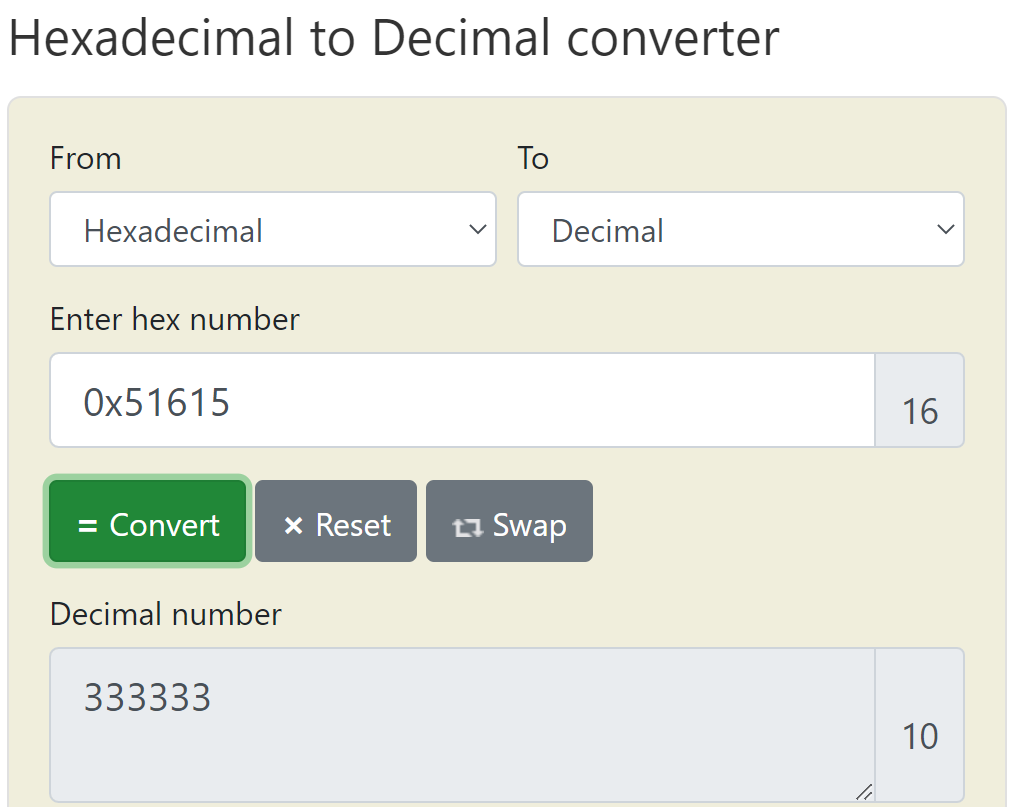 Hexadecimal to Decimal converter
From To
Hexadecimal Decimal
Enter hex number
0x51615 16
= Convert × Reset Swap
Decimal number
333333
10